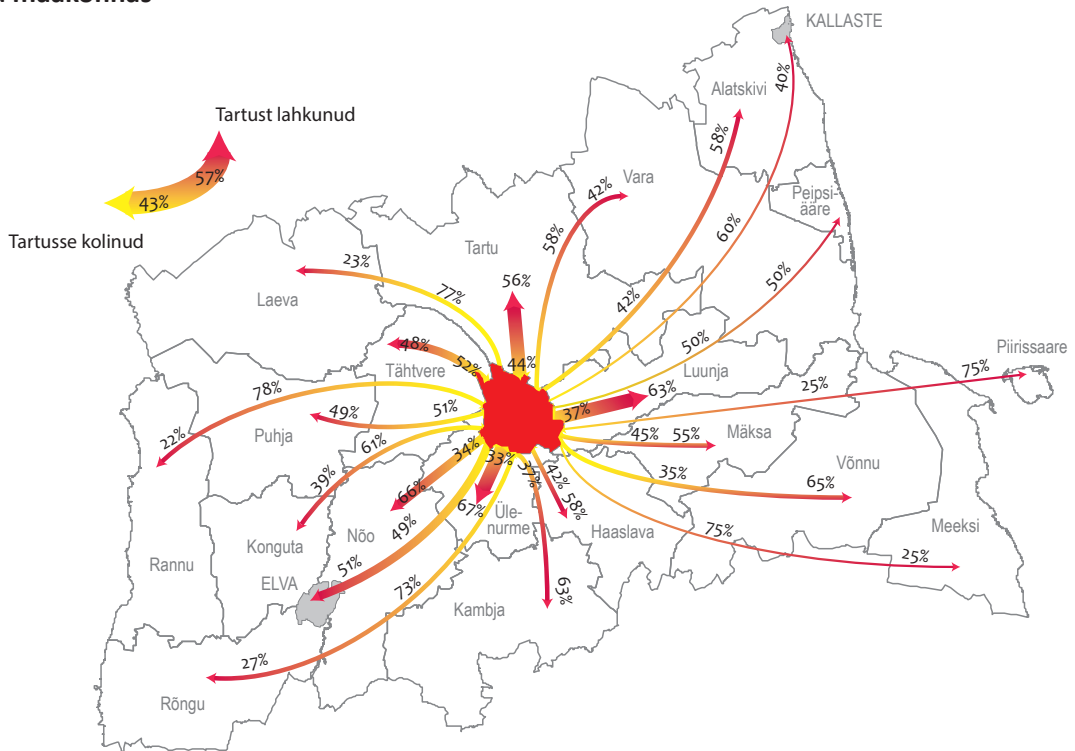 KALLASTE
40%
Alatskivi
Tartust lahkunud
58%
57%
Vara
42%
Peipsi-
ääre
43%
60%
Tartusse kolinud
Tartu
58%
23%
56%
50%
Laeva
77%
42%
48%
52%
44%
50%
Piirissaare
Tähtvere
Luunja
75%
78%
63%
25%
51%
49%
37%
Puhja
45%
55%
Mäksa
22%
61%
34%
33%
37%
42%
35%
Võnnu
39%
66%
58%
65%
67%
Üle-
nurme
49%
Nõo
Haaslava
75%
Meeksi
Konguta
51%
25%
Rannu
ELVA
73%
63%
Kambja
27%
Rõngu